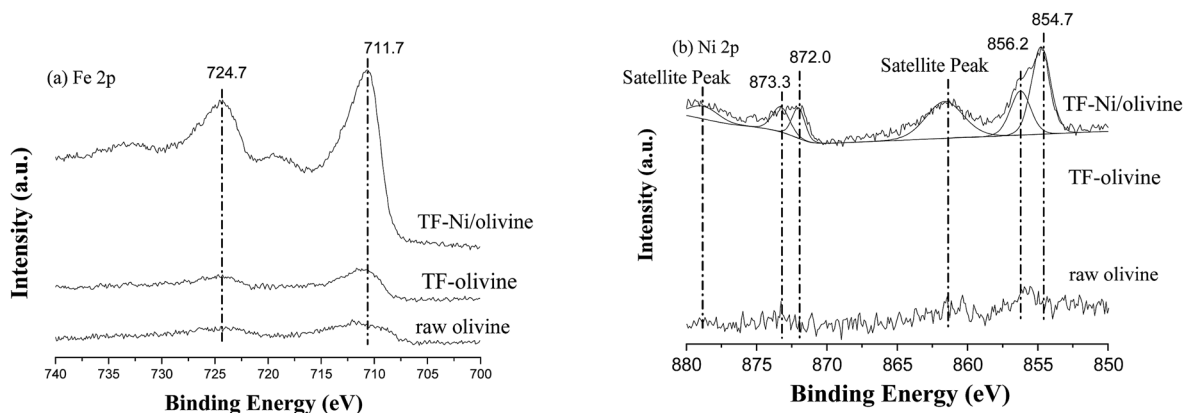 (a) Fe 2p
724.7
711.7
TF-Ni/olivine
TF-olivine
raw olivine
Intensity (a.u.)
740 735 730 725 720 715 710 705 700
Binding Energy (eV)
(b) Ni 2p
Satellite Peak
873.3
872.0
Satellite Peak
856.2
854.7
TF-Ni/olivine
TF-olivine
raw olivine
Intensity (a.u.)
880 875 870 865 860 855 850
Binding Energy (eV)